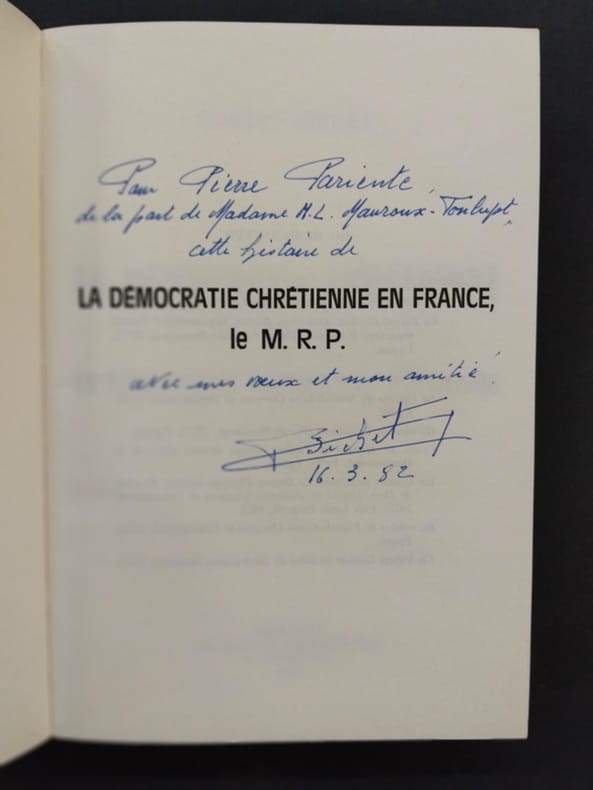 Pour Pierre Pariente,
de la part de Madame M. L. Mauroux-Tonlupt,
cette histoire de
LA DÉMOCRATIE CHRÉTIENNE EN FRANCE,
le M. R. P.
avec mes vœux et mon amitié.
Bichet
16. 3. 82